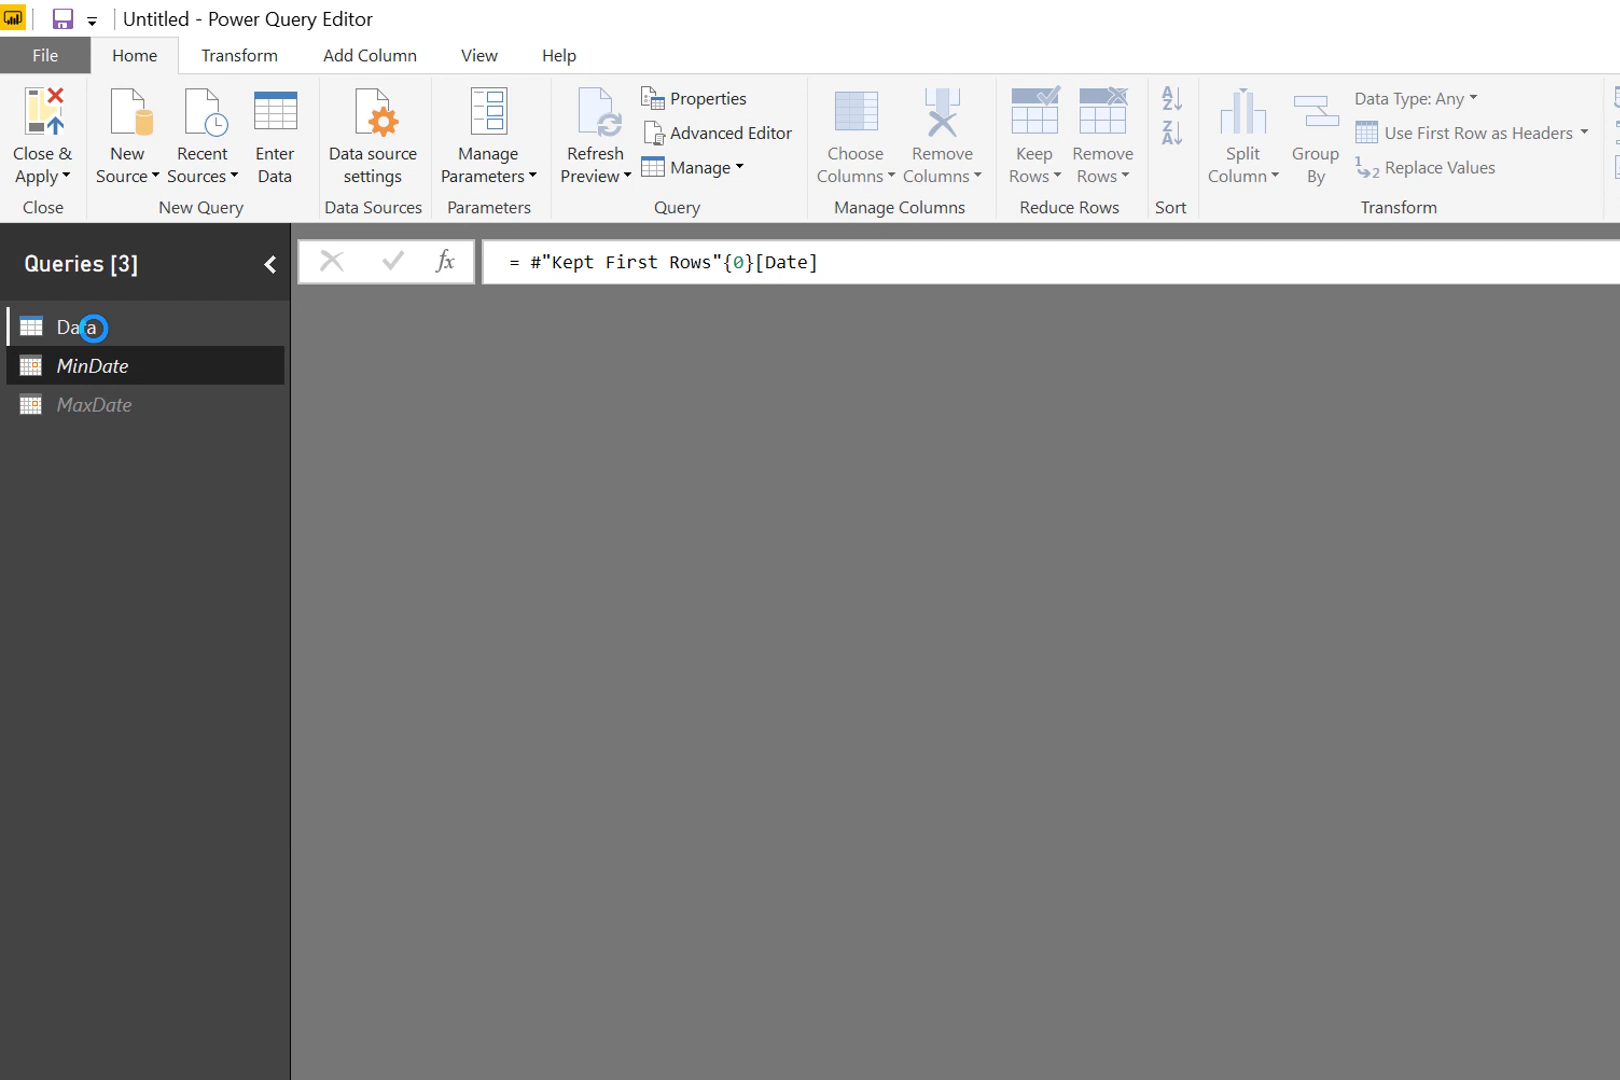 Untitled - Power Query Editor
File Home Transform Add Column View Help
Close & Apply
New Source
Recent Sources
Enter Data
Data source settings
Manage Parameters
Refresh Preview
Properties
Advanced Editor
Manage
Choose Columns
Remove Columns
Keep Rows
Remove Rows
A
Z
Z
A
Split Column
Group By
Data Type: Any
Use First Row as Headers
1
2
Replace Values
Close New Query Data Sources Parameters Query Manage Columns Reduce Rows Sort Transform
Queries [3]
fx
= #"Kept First Rows"{0}[Date]
Data
MinDate
MaxDate